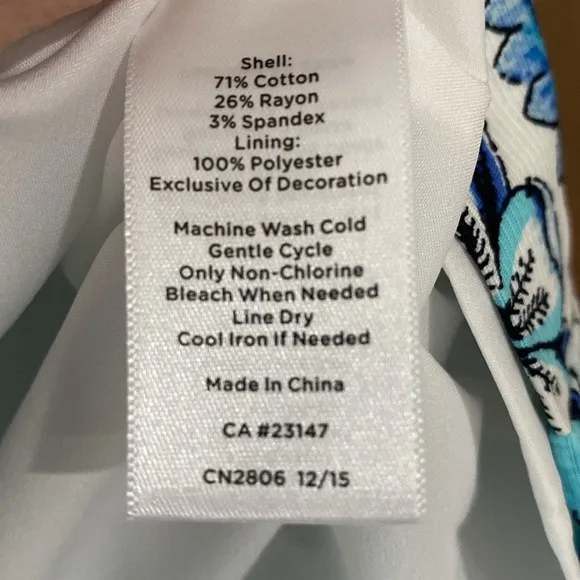 Shell:
71% Cotton
26% Rayon
3% Spandex
Lining:
100% Polyester
Exclusive Of Decoration
Machine Wash Cold
Gentle Cycle
Only Non-Chlorine
Bleach When Needed
Line Dry
Cool Iron If Needed
Made In China
CA #23147
CN2806 12/15